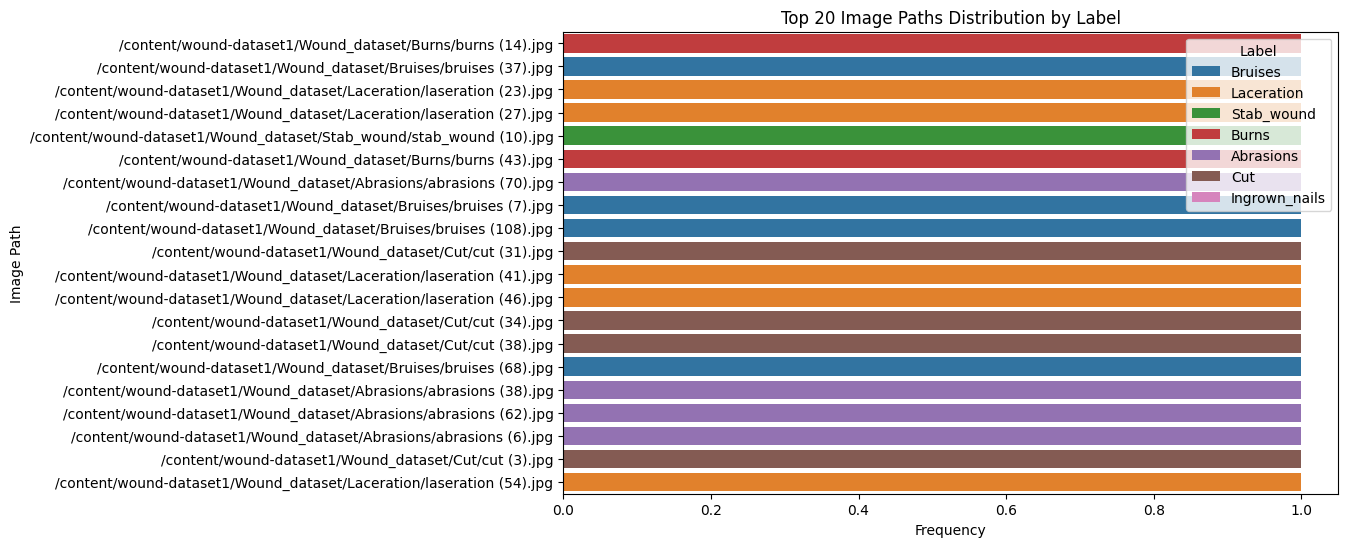 Top 20 Image Paths Distribution by Label
Image Path
/content/wound-dataset1/Wound_dataset/Burns/burns (14).jpg
/content/wound-dataset1/Wound_dataset/Bruises/bruises (37).jpg
/content/wound-dataset1/Wound_dataset/Laceration/laseration (23).jpg
/content/wound-dataset1/Wound_dataset/Laceration/laseration (27).jpg
/content/wound-dataset1/Wound_dataset/Stab_wound/stab_wound (10).jpg
/content/wound-dataset1/Wound_dataset/Burns/burns (43).jpg
/content/wound-dataset1/Wound_dataset/Abrasions/abrasions (70).jpg
/content/wound-dataset1/Wound_dataset/Bruises/bruises (7).jpg
/content/wound-dataset1/Wound_dataset/Bruises/bruises (108).jpg
/content/wound-dataset1/Wound_dataset/Cut/cut (31).jpg
/content/wound-dataset1/Wound_dataset/Laceration/laseration (41).jpg
/content/wound-dataset1/Wound_dataset/Laceration/laseration (46).jpg
/content/wound-dataset1/Wound_dataset/Cut/cut (34).jpg
/content/wound-dataset1/Wound_dataset/Cut/cut (38).jpg
/content/wound-dataset1/Wound_dataset/Bruises/bruises (68).jpg
/content/wound-dataset1/Wound_dataset/Abrasions/abrasions (38).jpg
/content/wound-dataset1/Wound_dataset/Abrasions/abrasions (62).jpg
/content/wound-dataset1/Wound_dataset/Abrasions/abrasions (6).jpg
/content/wound-dataset1/Wound_dataset/Cut/cut (3).jpg
/content/wound-dataset1/Wound_dataset/Laceration/laseration (54).jpg
Label
Bruises
Laceration
Stab_wound
Burns
Abrasions
Cut
Ingrown_nails
0.0 0.2 0.4 0.6 0.8 1.0
Frequency